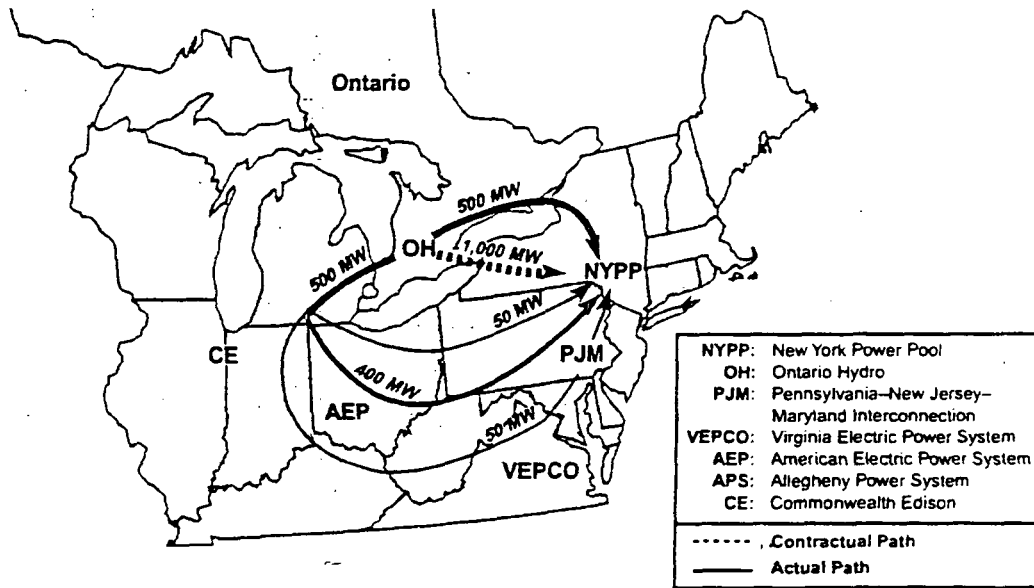 Ontario
500 MW
OH
1,000 MW
500 MW
NYPP
50 MW
CE
PJM
400 MW
AEP
50 MW
VEPCO
NYPP: New York Power Pool
OH: Ontario Hydro
PJM: Pennsylvania–New Jersey–
Maryland Interconnection
VEPCO: Virginia Electric Power System
AEP: American Electric Power System
APS: Allegheny Power System
CE: Commonwealth Edison
Contractual Path
Actual Path